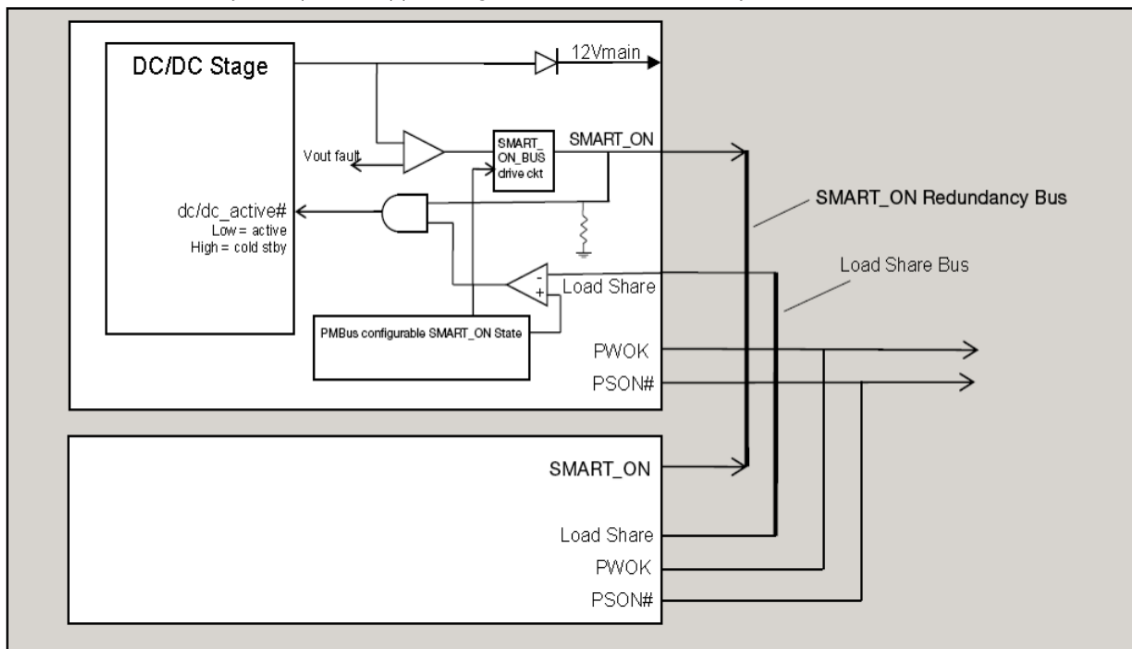 DC/DC Stage
12Vmain
Vout fault
SMART_
ON_BUS
drive ckt
SMART_ON
dc/dc_active#
Low = active
High = cold stby
Load Share
PMBus configurable SMART_ON State
PWOK
PSON#
SMART_ON Redundancy Bus
Load Share Bus
SMART_ON
Load Share
PWOK
PSON#